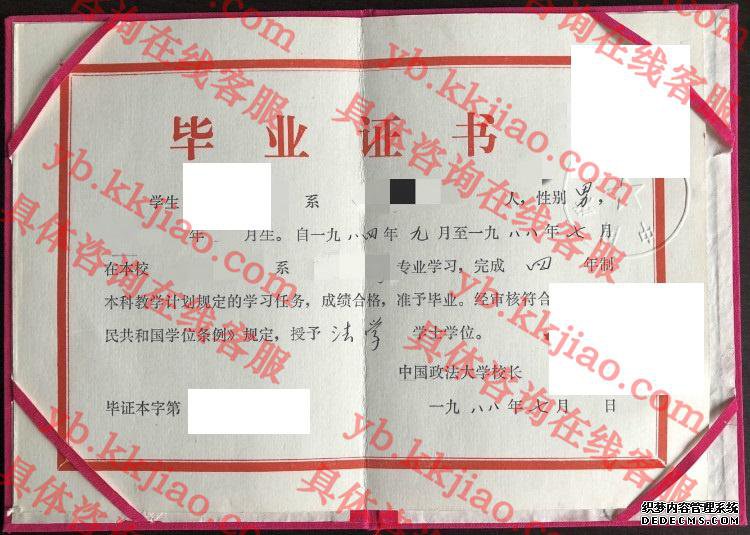 毕业证书
学生 系 人，性别男，
年 月生。自一九八四年九月至一九八八年七月
在本校 系 专业学习，完成四年制
本科教学计划规定的学习任务，成绩合格，准予毕业。经审核符合
民共和国学位条例》规定，授予法学学士学位。
中国政法大学校长
毕证本字第 一九八八年七月 日
具体咨询在线客服
yb.kkjiao.com
织梦内容管理系统
DEDECMS.COM